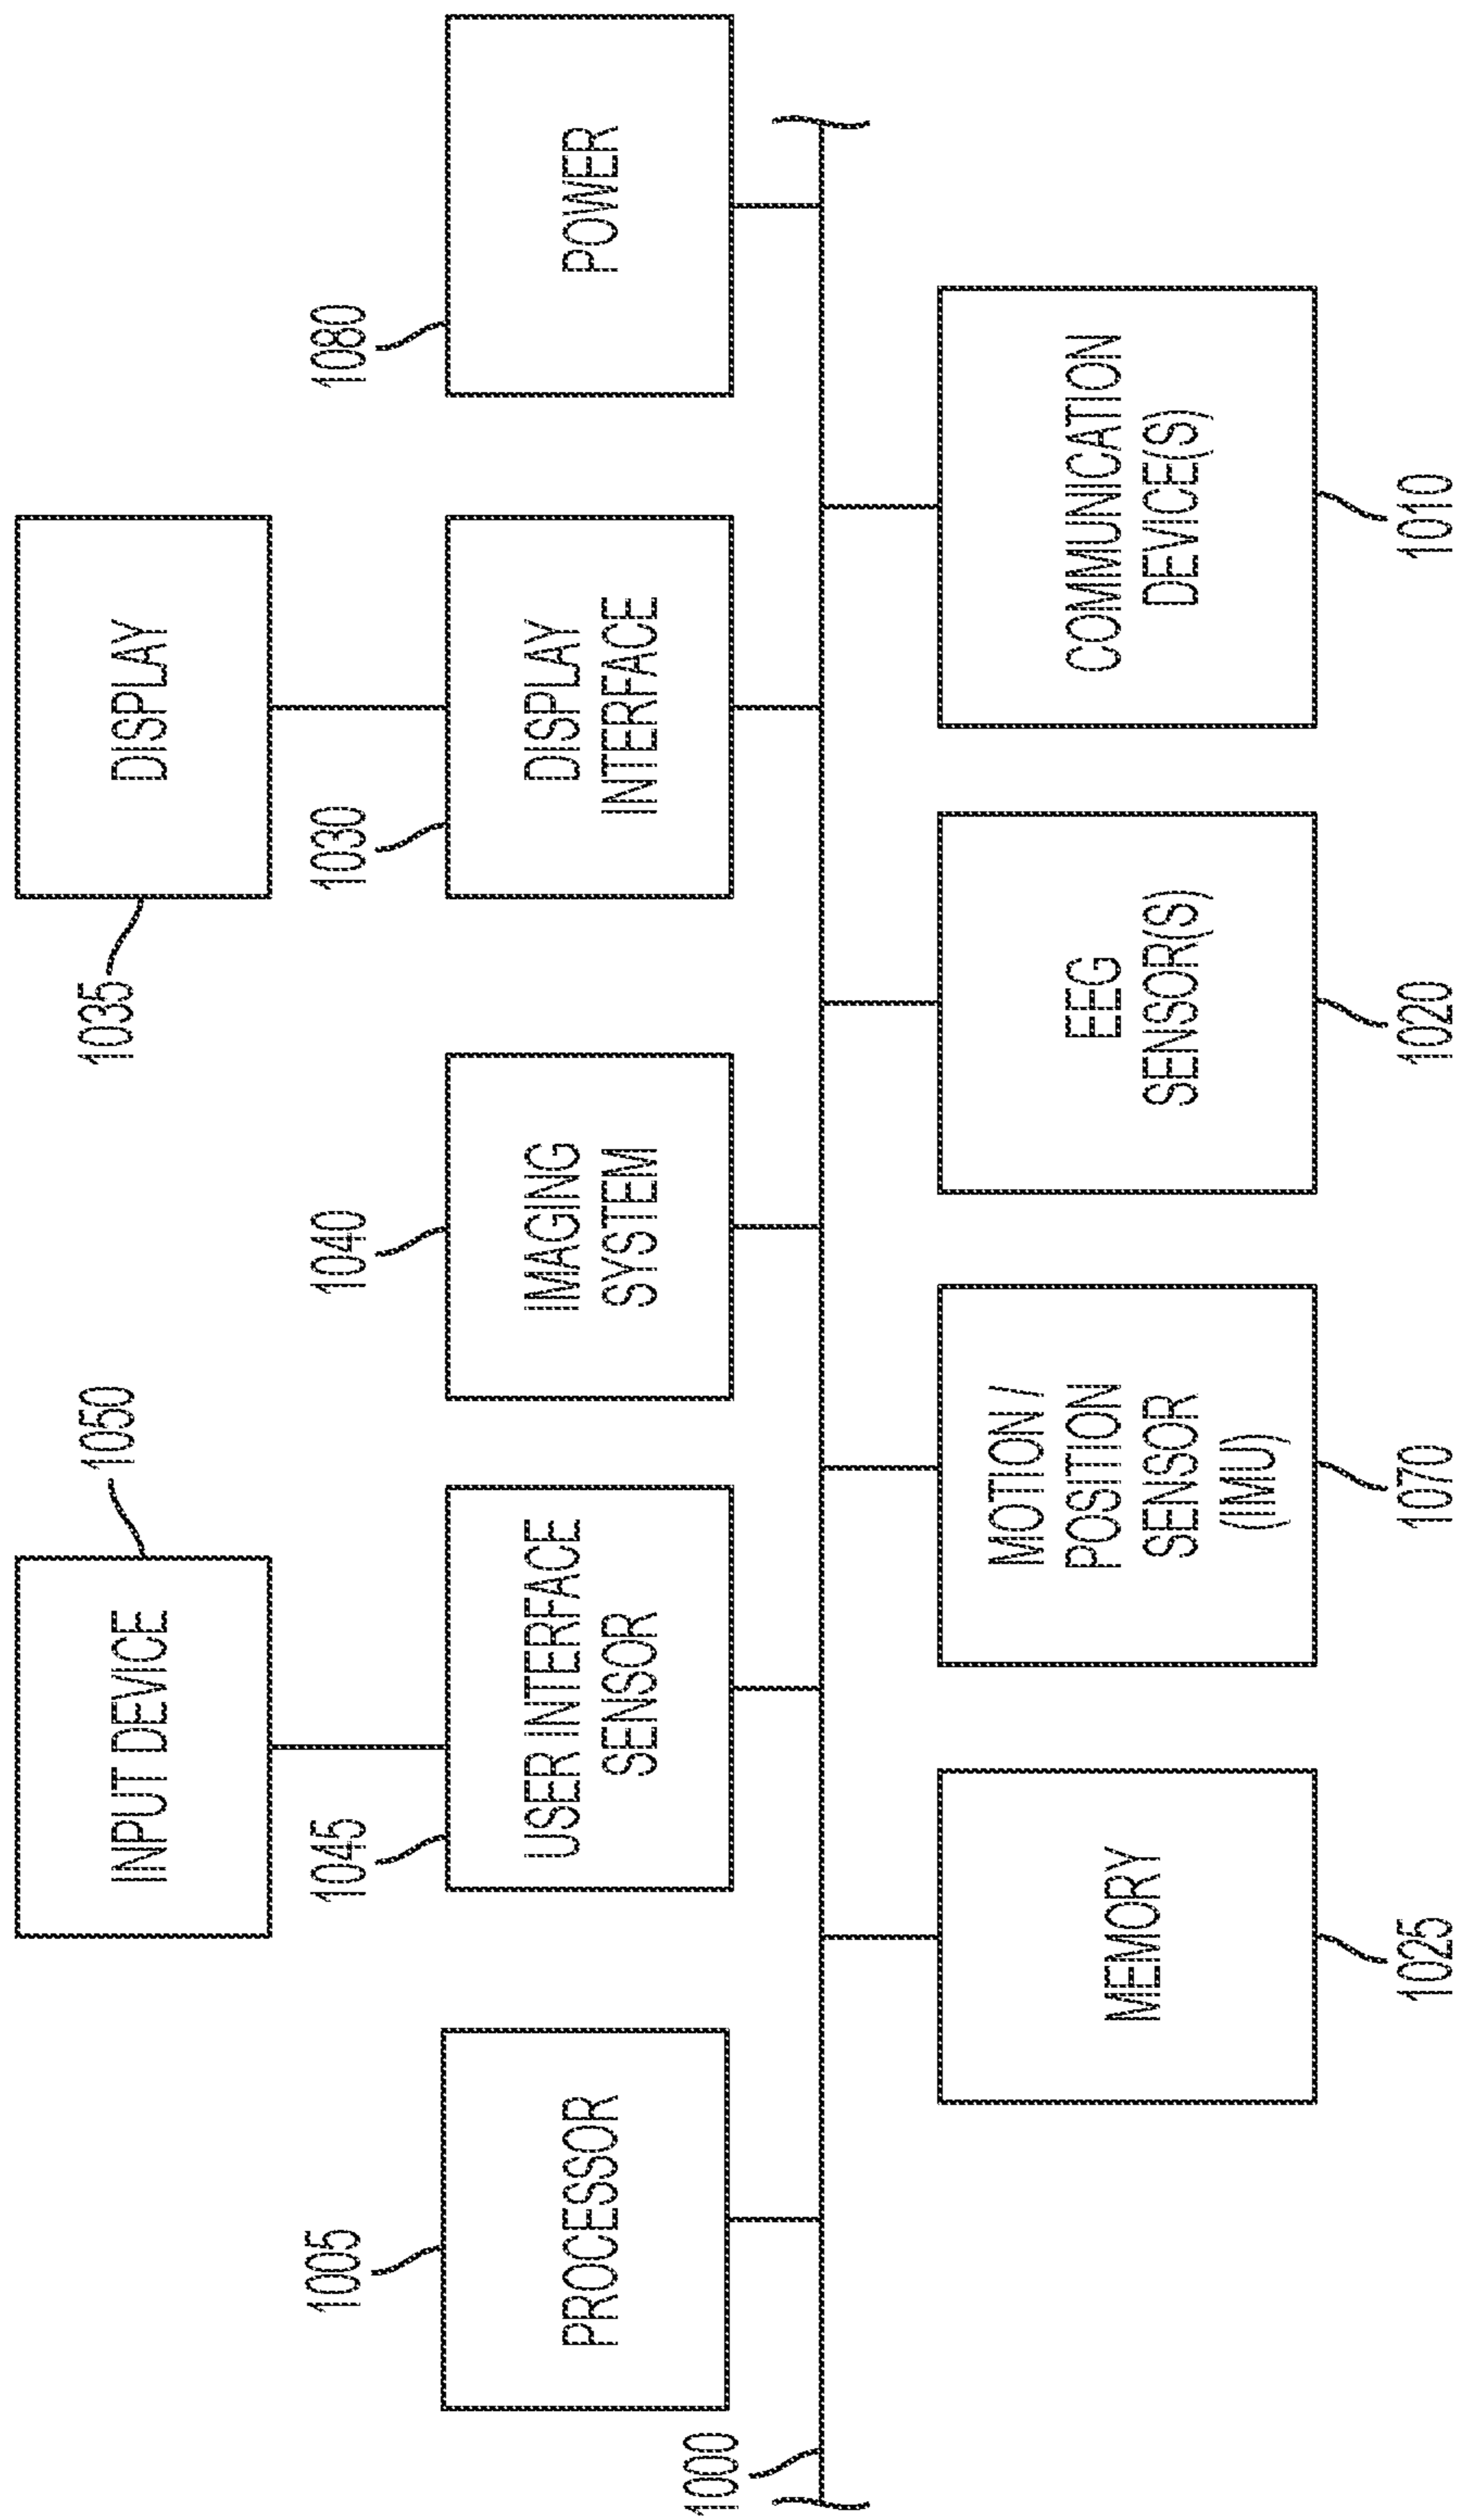 INPUT DEVICE
1050
DISPLAY
1035
1005
PROCESSOR
1045
USER INTERFACE
SENSOR
1040
IMAGING
SYSTEM
1030
DISPLAY
INTERFACE
1080
POWER
1000
MEMORY
1025
MOTION /
POSITION
SENSOR
(IMU)
1070
EEG
SENSOR(S)
1020
COMMUNICATION
DEVICE(S)
1010